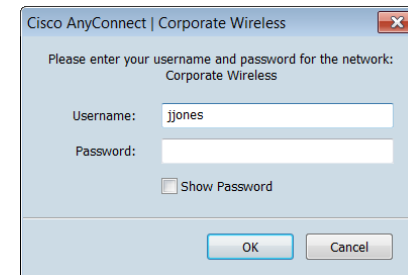 Cisco AnyConnect | Corporate Wireless
Please enter your username and password for the network:
Corporate Wireless
Username: jjones
Password:
Show Password
OK Cancel